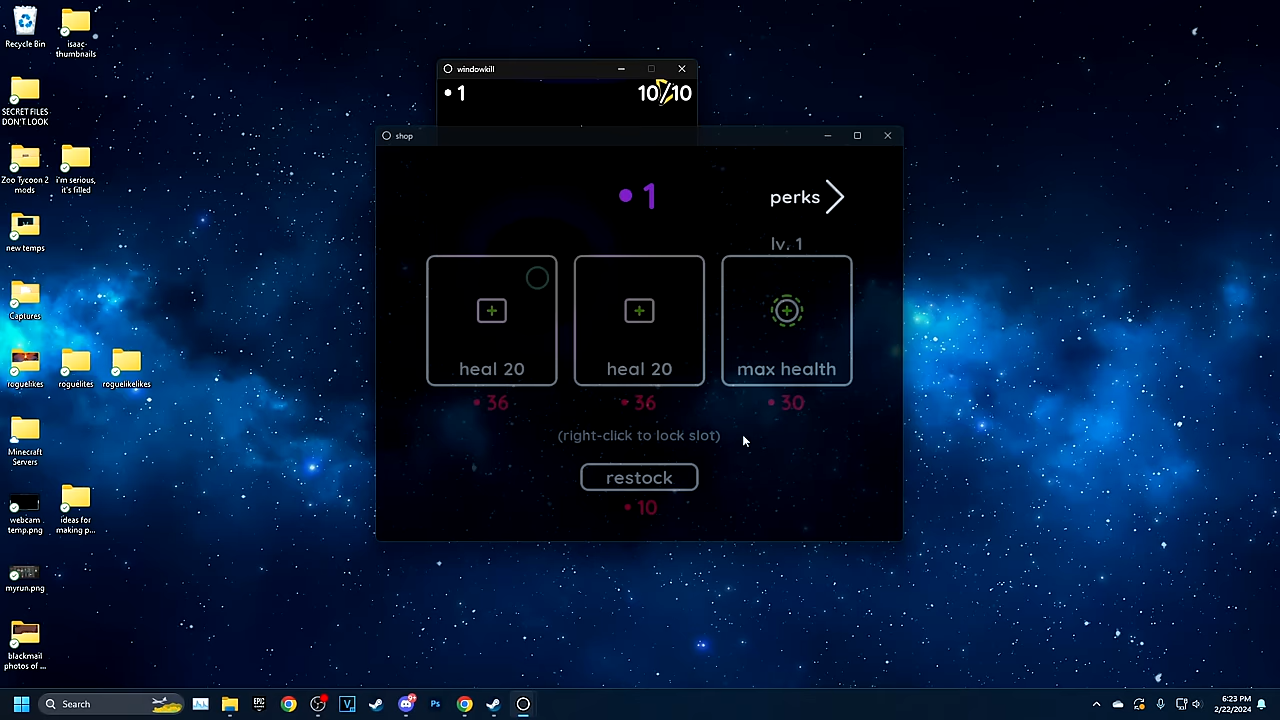 Recycle Bin
isaac-
thumbnails
SECRET FILES
DON'T LOOK
Zoo Tycoon 2
mods
i'm serious,
it's filled
new temps
Captures
roguelikes
roguelites
roguelikelikes
Minecraft
Servers
webcam
temp.png
ideas for
making p...
myrun.png
blackmail
photos of ...
windowkill
1
10/10
shop
1
perks
lv. 1
heal 20
heal 20
max health
36
36
30
(right-click to lock slot)
restock
10
Search
EPIC
V
Ps
6:23 PM
2/22/2024